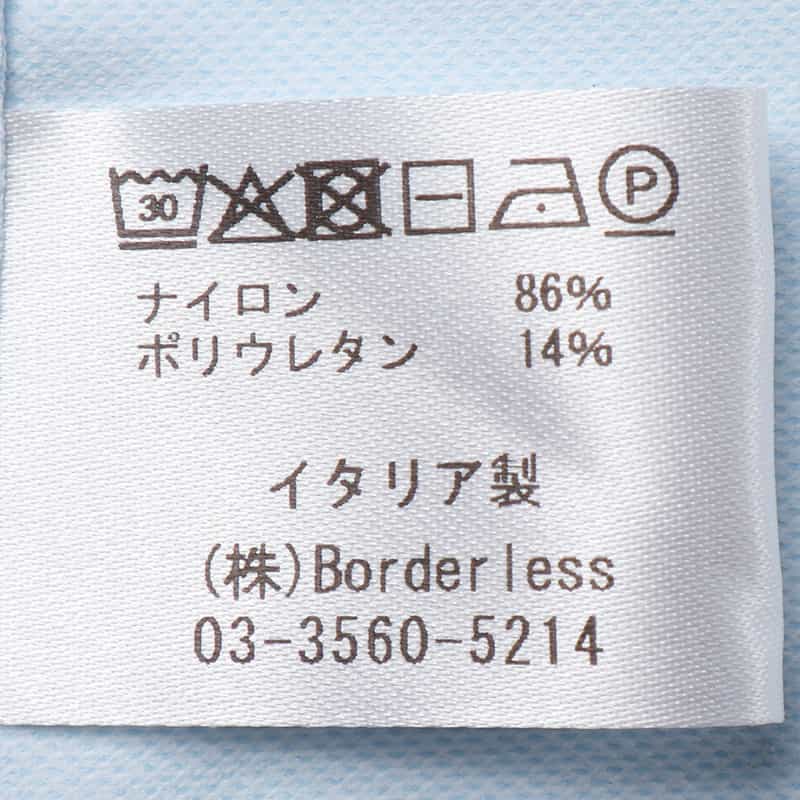 30 P
ナイロン 86%
ポリウレタン 14%
イタリア製
(株)Borderless
03-3560-5214